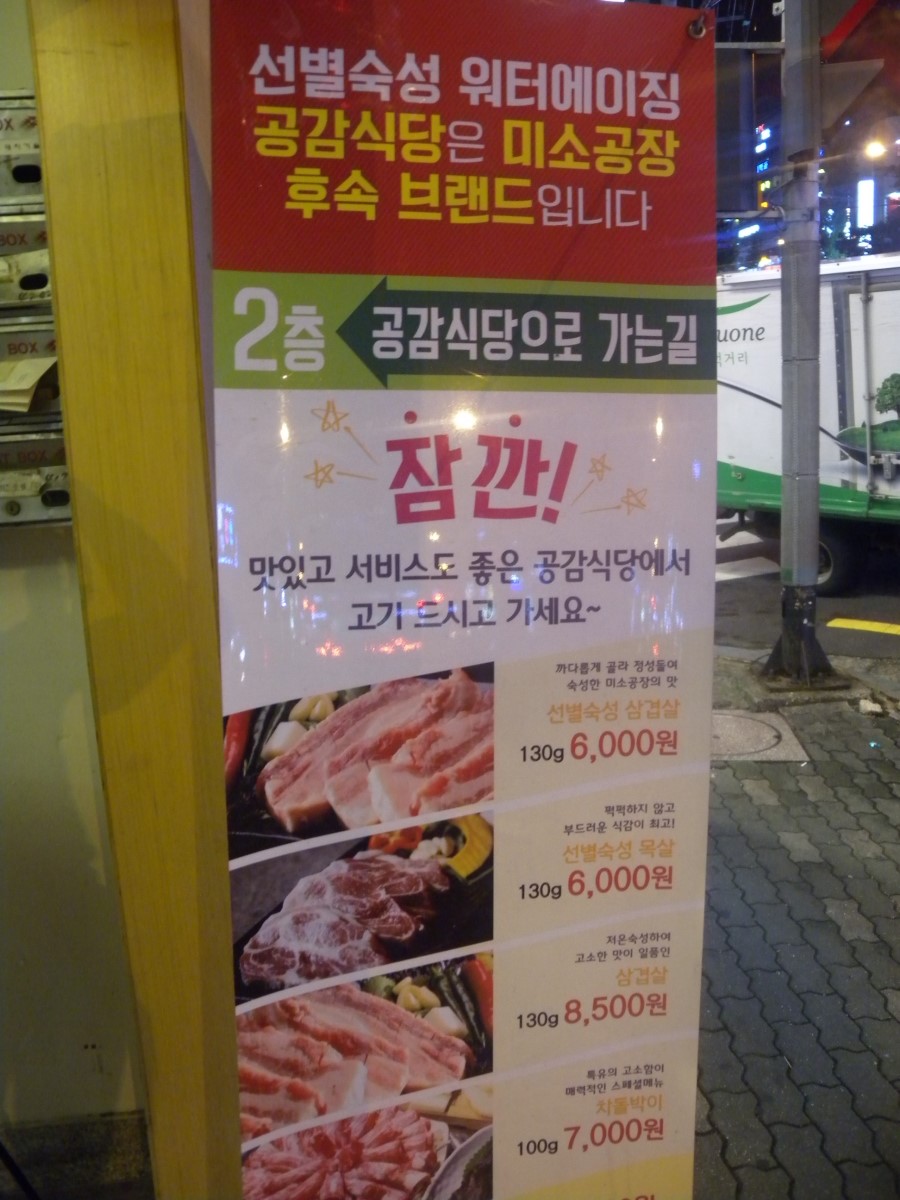 선별숙성 워터에이징
공감식당은 미소공장
후속 브랜드입니다
2층
공감식당으로 가는길
잠깐!
맛있고 서비스도 좋은 공감식당에서
고기 드시고 가세요~
까다롭게 골라 정성들여
숙성한 미소공장의 맛
선별숙성 삼겹살
130g 6,000원
퍽퍽하지 않고
부드러운 식감이 최고!
선별숙성 목살
130g 6,000원
저온숙성하여
고소한 맛이 일품인
삼겹살
130g 8,500원
특유의 고소함이
매력적인 스페셜메뉴
차돌박이
100g 7,000원
BOX
BOX
BOX
uone
먹거리